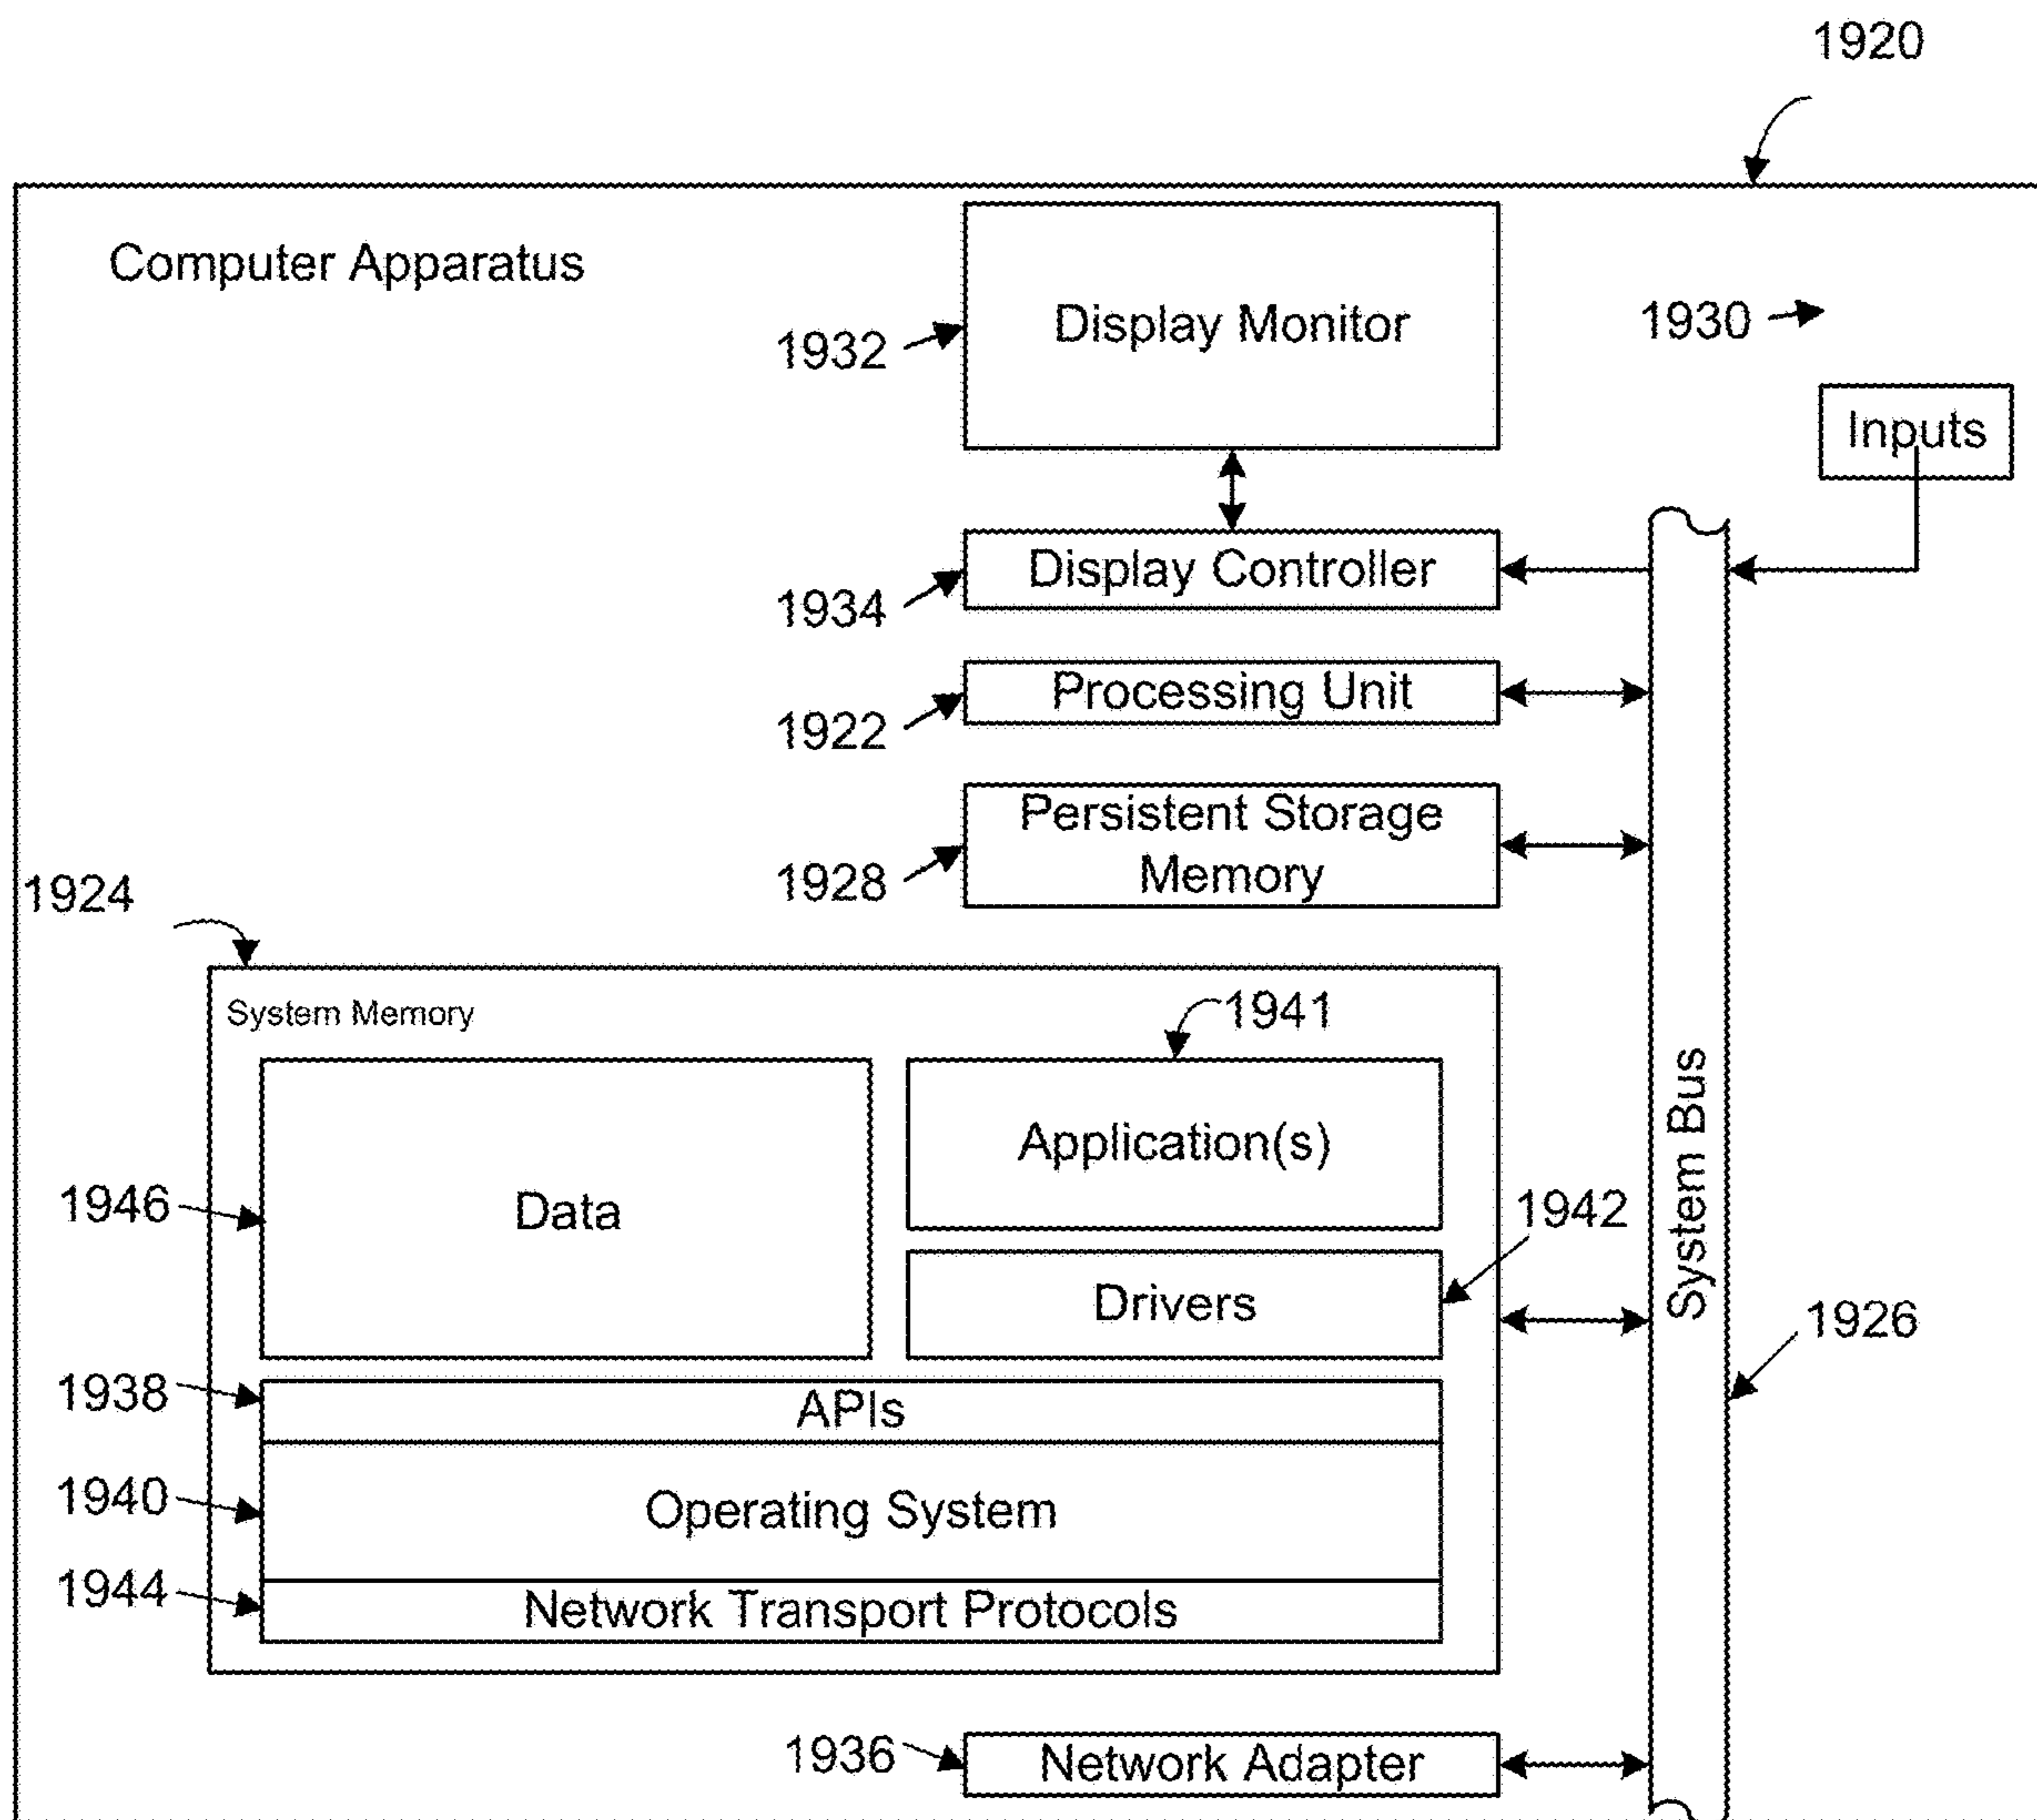 1920
Computer Apparatus
Display Monitor
1930
1932
Inputs
Display Controller
1934
Processing Unit
1922
Persistent Storage
Memory
1928
1924
System Memory
1941
Application(s)
1946
Data
1942
Drivers
System Bus
1926
1938
APIs
1940
Operating System
1944
Network Transport Protocols
1936
Network Adapter